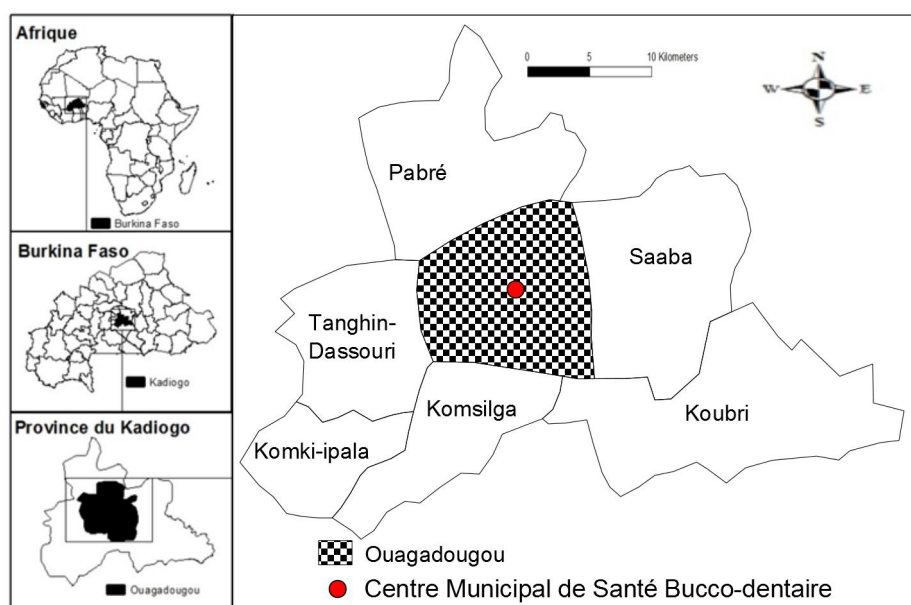 Afrique
Burkina Faso
Burkina Faso
Kadiogo
Province du Kadiogo
Ouagadougou
0 5 10 Kilometers
N
W E
S
Pabré
Saaba
Tanghin-
Dassouri
Komsilga
Koubri
Komki-ipala
Ouagadougou
Centre Municipal de Santé Bucco-dentaire